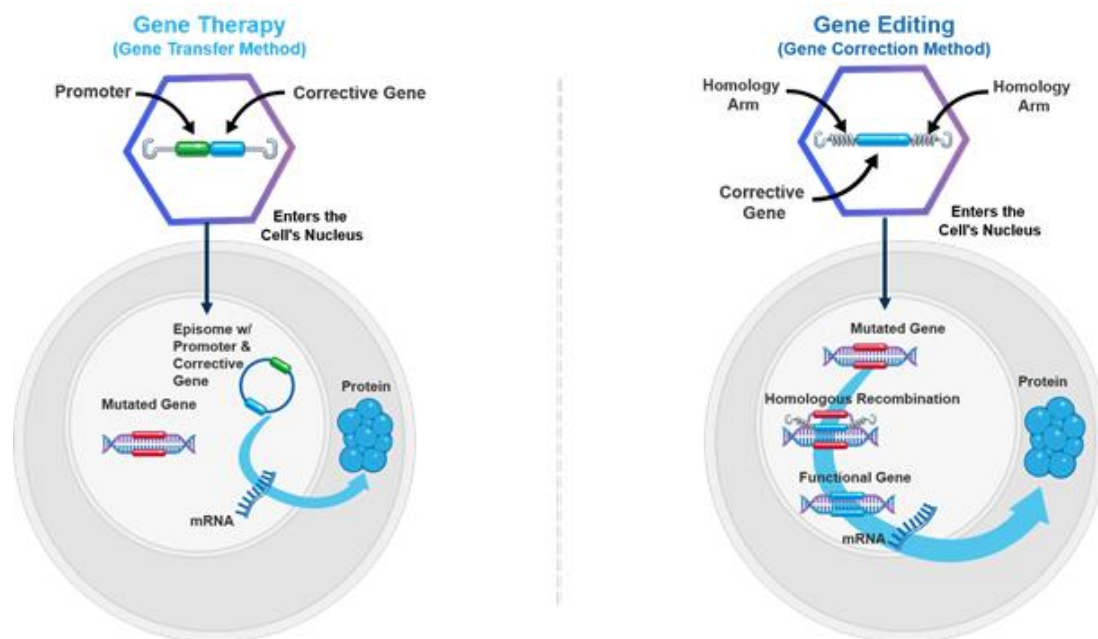 Gene Therapy
(Gene Transfer Method)
Promoter
Corrective Gene
Enters the
Cell's Nucleus
Episome w/
Promoter &
Corrective
Gene
Mutated Gene
Protein
mRNA
Gene Editing
(Gene Correction Method)
Homology
Arm
Homology
Arm
Corrective
Gene
Enters the
Cell's Nucleus
Mutated Gene
Homologous Recombination
Protein
Functional Gene
mRNA